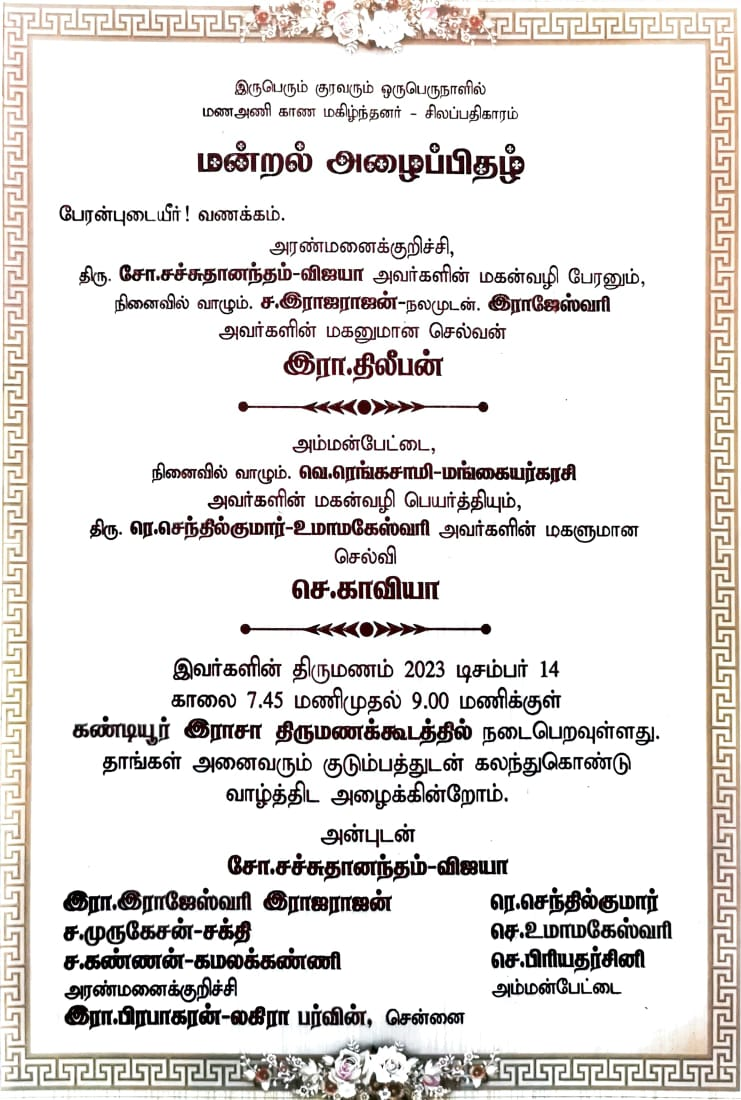 இருபெரும் குரவரும் ஒருபெருநாளில்
மணஅணி காண மகிழ்ந்தனர் - சிலப்பதிகாரம்
மன்றல் அழைப்பிதழ்
பேரன்புடையீர்! வணக்கம்.
அரண்மனைக்குறிச்சி,
திரு. சோ.சச்சுதானந்தம்-விஜயா அவர்களின் மகன்வழி பேரனும்,
நினைவில் வாழும். ச.இராஜராஜன்-நலமுடன். இராஜேஸ்வரி
அவர்களின் மகனுமான செல்வன்
இரா.திலீபன்
அம்மன்பேட்டை,
நினைவில் வாழும். வெ.ரெங்கசாமி-மங்கையர்கரசி
அவர்களின் மகன்வழி பெயர்த்தியும்,
திரு. ரெ.செந்தில்குமார்-உமாமகேஸ்வரி அவர்களின் மகளுமான
செல்வி
செ.காவியா
இவர்களின் திருமணம் 2023 டிசம்பர் 14
காலை 7.45 மணிமுதல் 9.00 மணிக்குள்
கண்டியூர் இராசா திருமணக்கூடத்தில் நடைபெறவுள்ளது.
தாங்கள் அனைவரும் குடும்பத்துடன் கலந்துகொண்டு
வாழ்த்திட அழைக்கின்றோம்.
அன்புடன்
சோ.சச்சுதானந்தம்-விஜயா
இரா.இராஜேஸ்வரி இராஜராஜன்
ச.முருகேசன்-சக்தி
ச.கண்ணன்-கமலக்கண்ணி
அரண்மனைக்குறிச்சி
இரா.பிரபாகரன்-லகிரா பர்வின், சென்னை
ரெ.செந்தில்குமார்
செ.உமாமகேஸ்வரி
செ.பிரியதர்சினி
அம்மன்பேட்டை